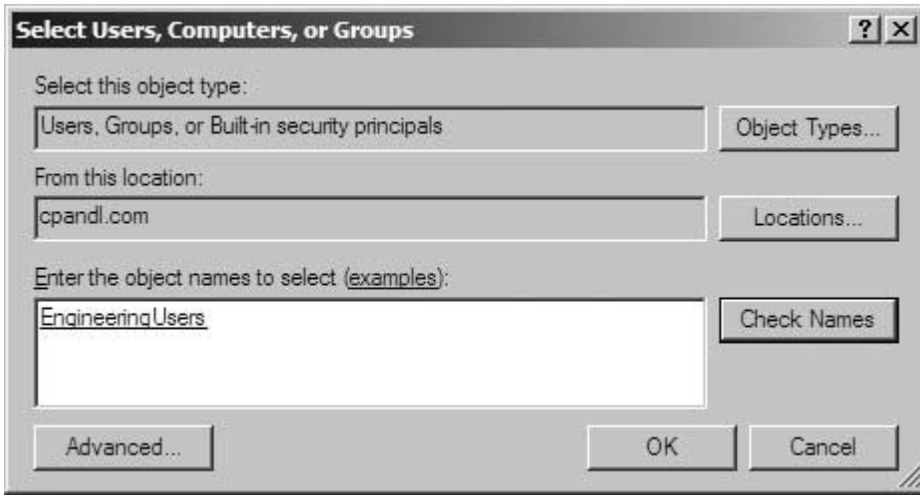 Select Users, Computers, or Groups
Select this object type:
Users, Groups, or Built-in security principals
Object Types...
From this location:
cpandl.com
Locations...
Enter the object names to select (examples):
EngineeringUsers
Check Names
Advanced...
OK
Cancel